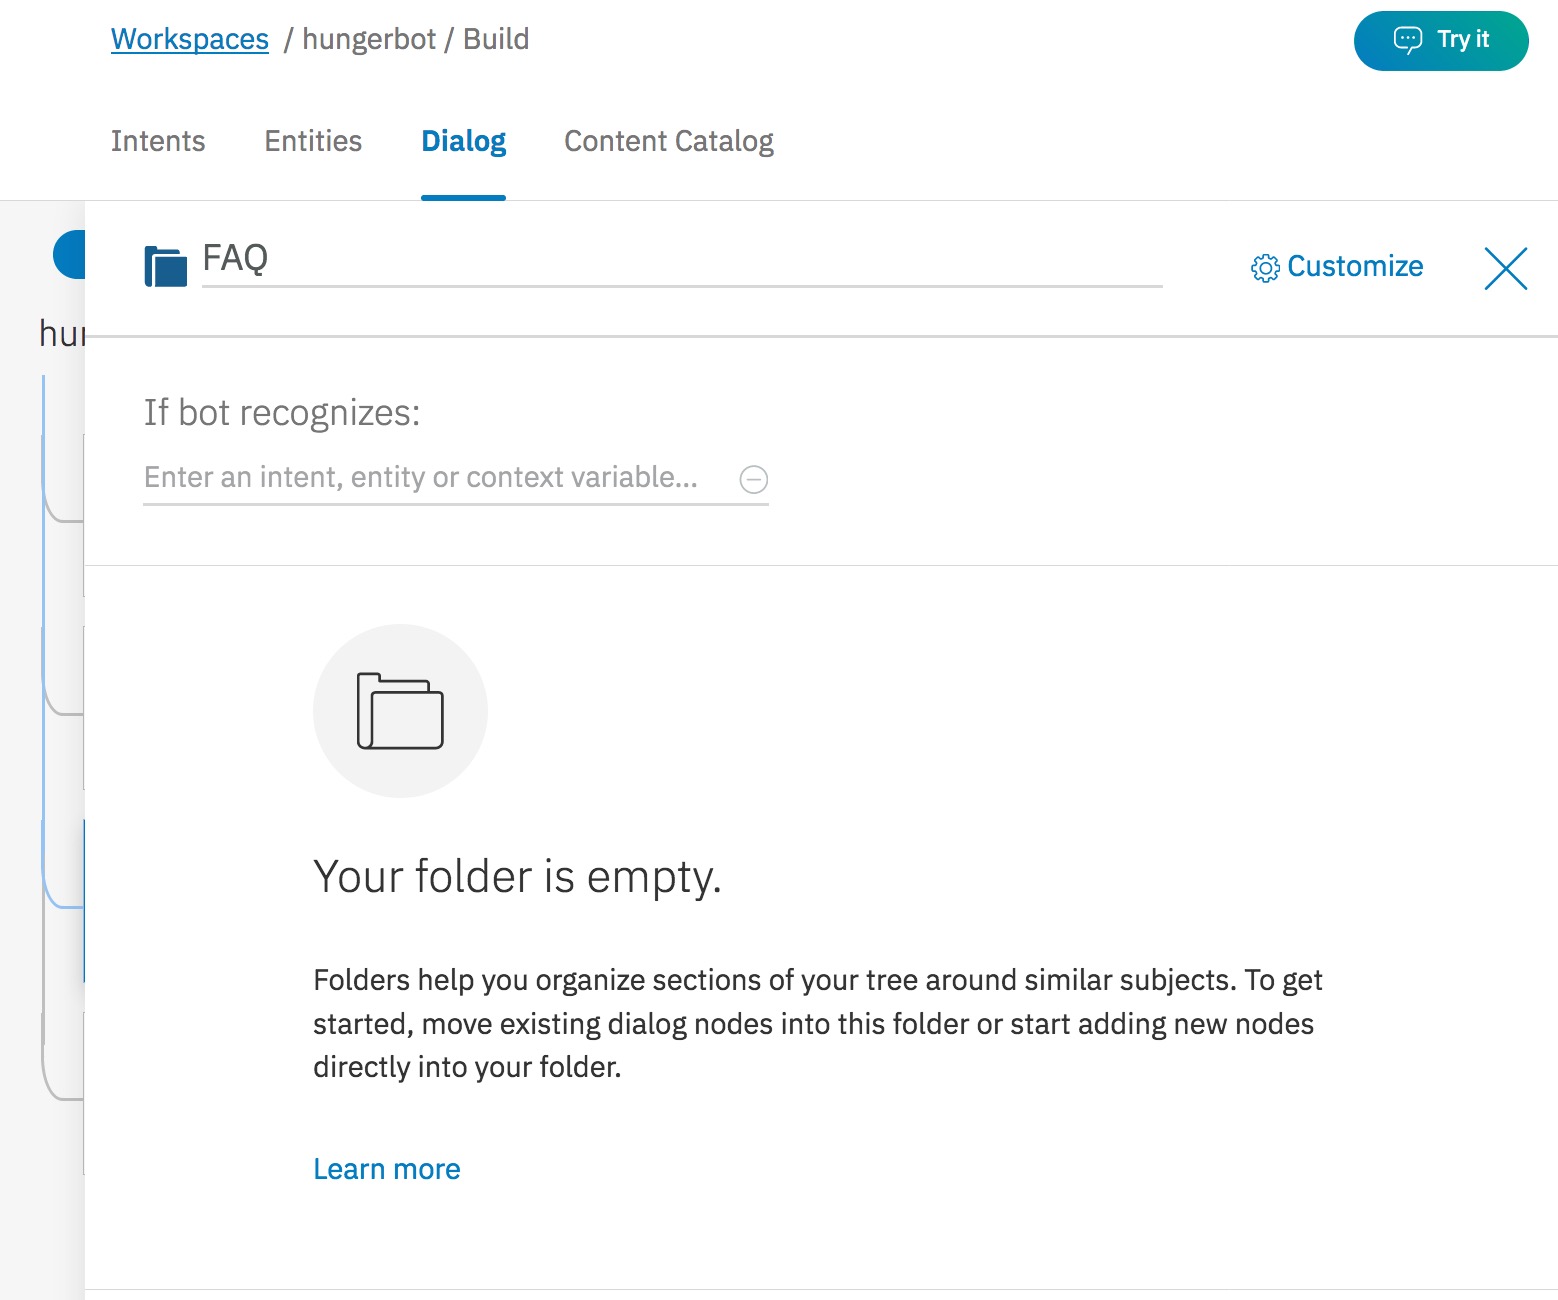 Workspaces / hungerbot / Build
Try it
Intents Entities Dialog Content Catalog
FAQ
Customize
hun
If bot recognizes:
Enter an intent, entity or context variable...
Your folder is empty.
Folders help you organize sections of your tree around similar subjects. To get
started, move existing dialog nodes into this folder or start adding new nodes
directly into your folder.
Learn more